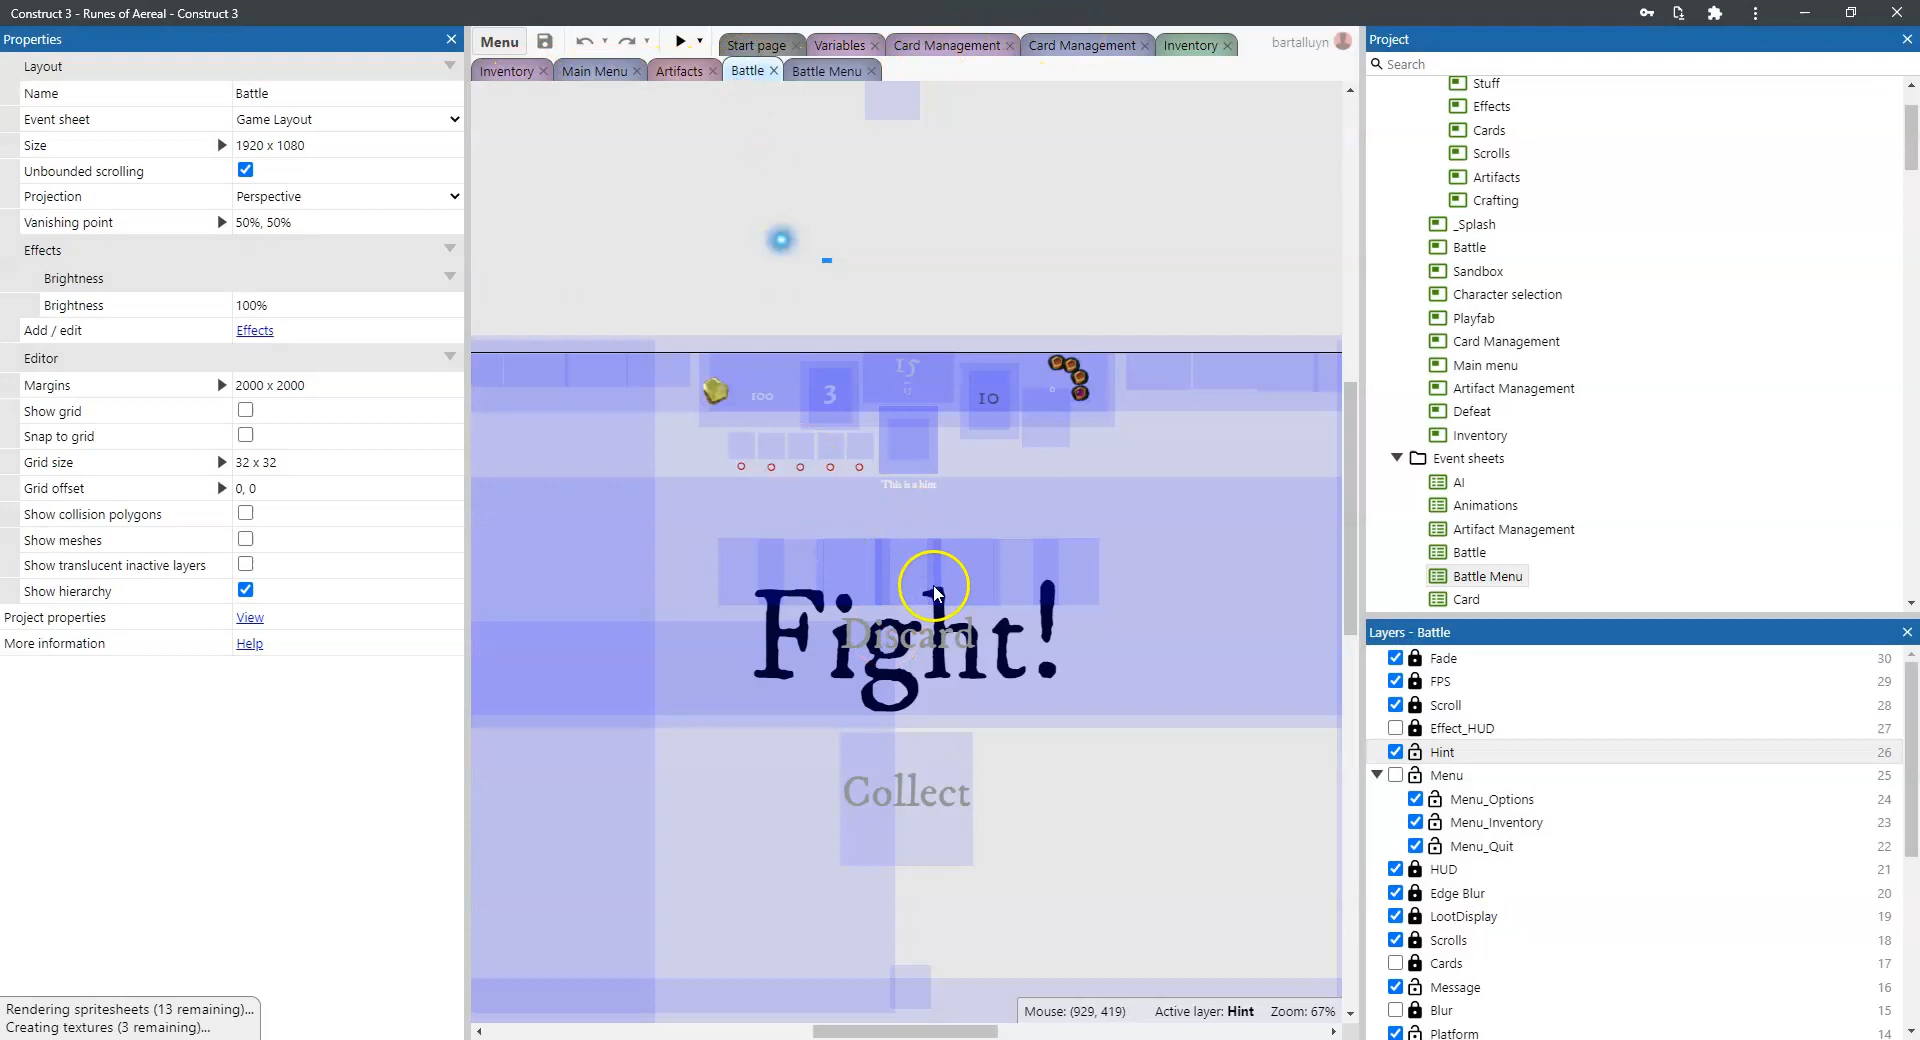 Construct 3 - Runes of Aereal - Construct 3
Properties
Layout
Name Battle
Event sheet Game Layout
Size 1920 x 1080
Unbounded scrolling
Projection Perspective
Vanishing point 50%, 50%
Effects
Brightness
Brightness 100%
Add / edit Effects
Editor
Margins 2000 x 2000
Show grid
Snap to grid
Grid size 32 x 32
Grid offset 0, 0
Show collision polygons
Show meshes
Show translucent inactive layers
Show hierarchy
Project properties View
More information Help
Rendering spritesheets (13 remaining)...
Creating textures (3 remaining)...
Menu
Start page
Variables
Card Management
Card Management
Inventory
bartalluyn
Inventory
Main Menu
Artifacts
Battle
Battle Menu
100
3
15
10
This is a hint
Fight!
Discard
Collect
Mouse: (929, 419) Active layer: Hint Zoom: 67%
Project
Search
Stuff
Effects
Cards
Scrolls
Artifacts
Crafting
_Splash
Battle
Sandbox
Character selection
Playfab
Card Management
Main menu
Artifact Management
Defeat
Inventory
Event sheets
AI
Animations
Artifact Management
Battle
Battle Menu
Card
Layers - Battle
Fade 30
FPS 29
Scroll 28
Effect_HUD 27
Hint 26
Menu 25
Menu_Options 24
Menu_Inventory 23
Menu_Quit 22
HUD 21
Edge Blur 20
LootDisplay 19
Scrolls 18
Cards 17
Message 16
Blur 15
Platform 14